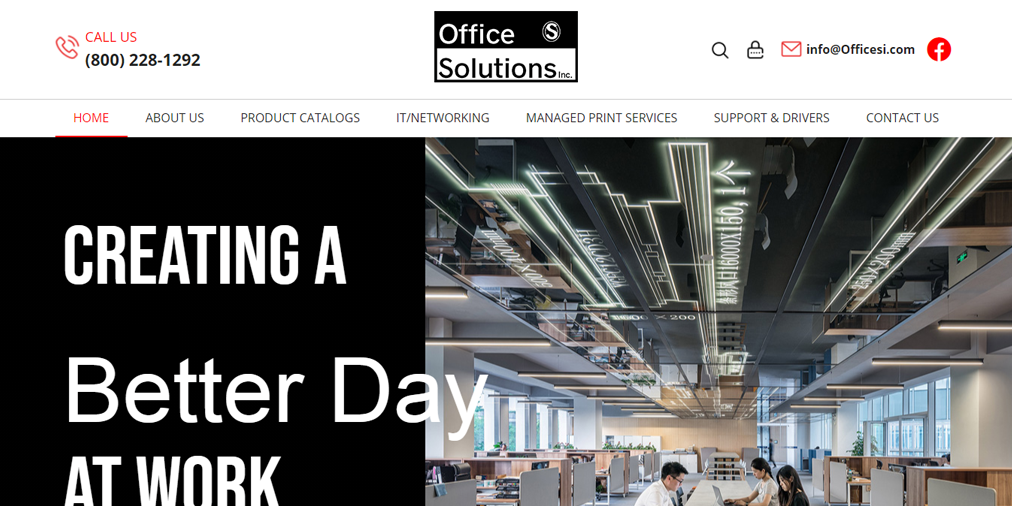 CALL US
(800) 228-1292
Office S
Solutions Inc.
info@Officesi.com
HOME ABOUT US PRODUCT CATALOGS IT/NETWORKING MANAGED PRINT SERVICES SUPPORT & DRIVERS CONTACT US
CREATING A
Better Day
AT WORK